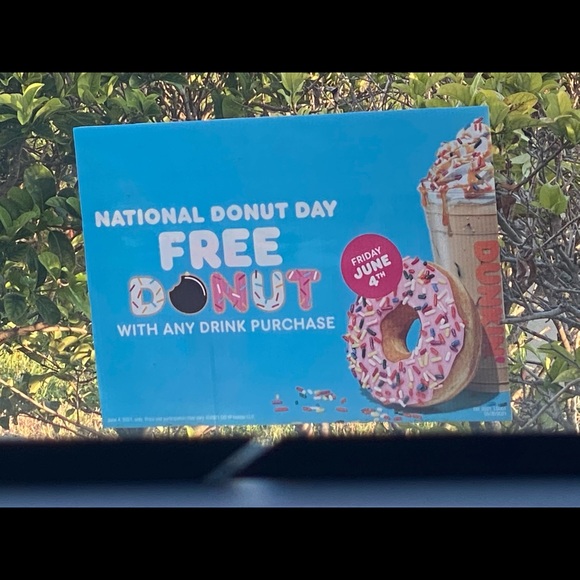 NATIONAL DONUT DAY
FREE
DONUT
WITH ANY DRINK PURCHASE
FRIDAY
JUNE
4TH
DUNKIN'